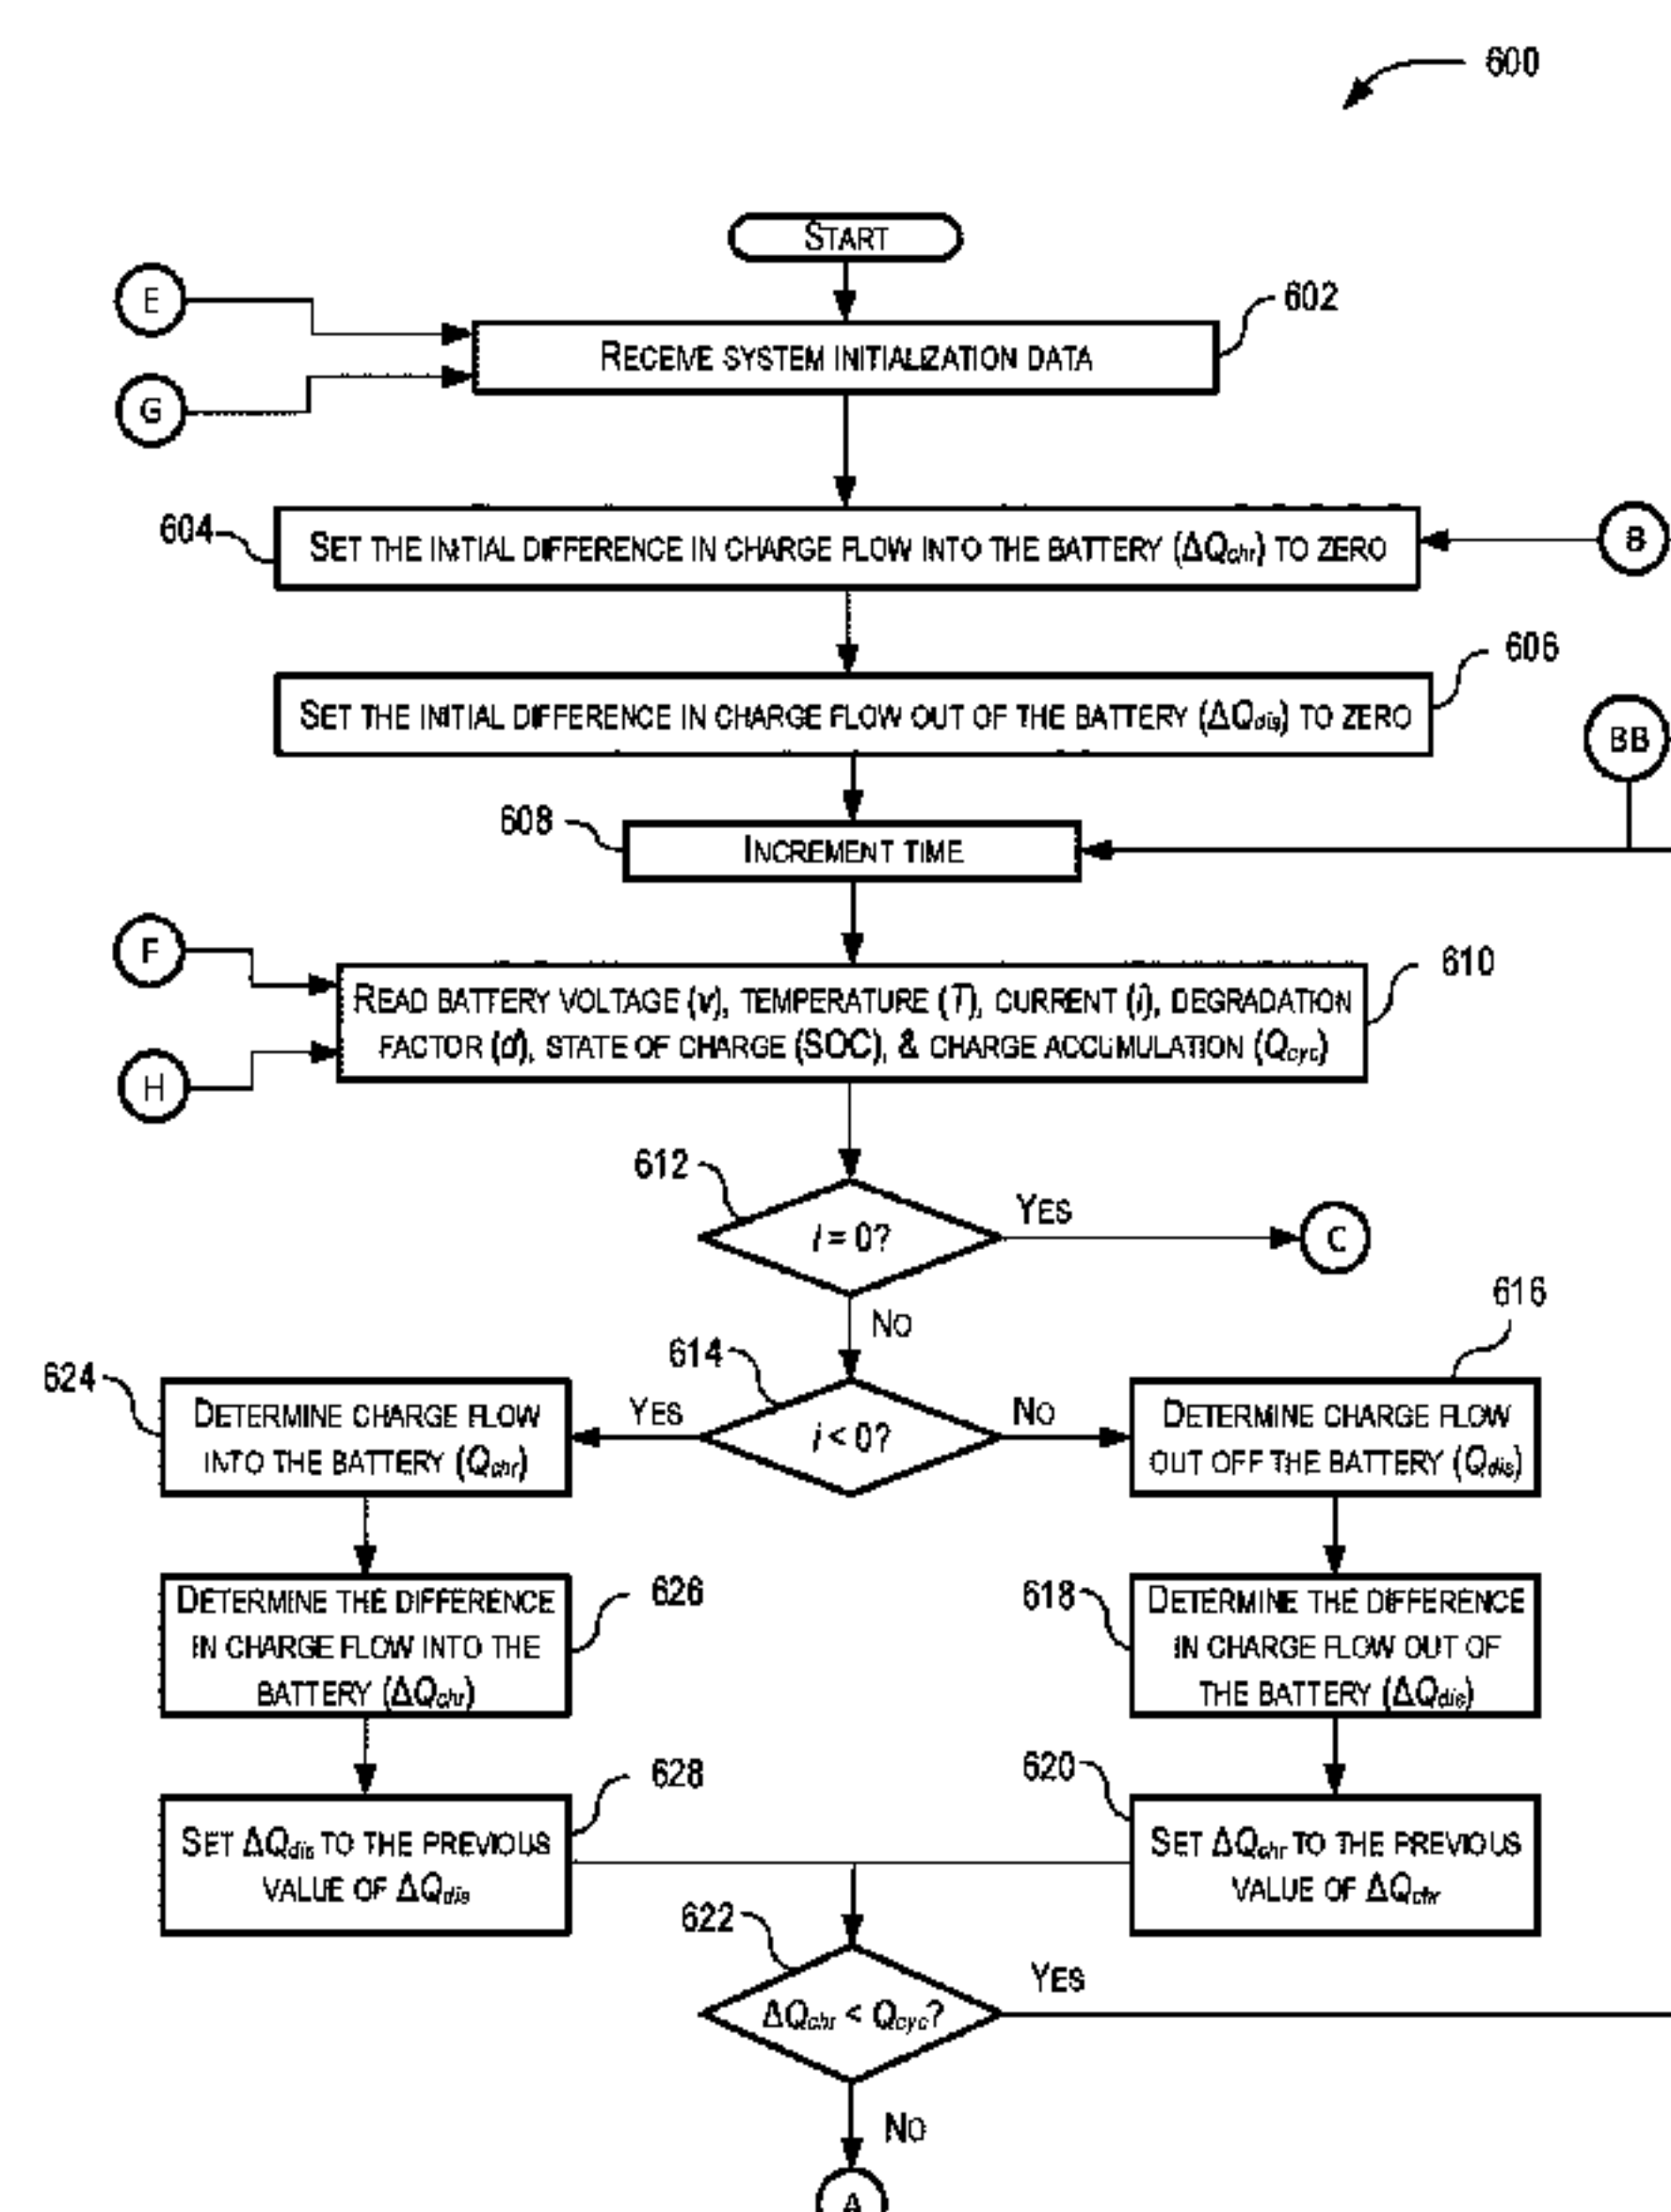 600
START
E
602
RECEIVE SYSTEM INITIALIZATION DATA
G
604
SET THE INITIAL DIFFERENCE IN CHARGE FLOW INTO THE BATTERY (ΔQchr) TO ZERO
B
606
SET THE INITIAL DIFFERENCE IN CHARGE FLOW OUT OF THE BATTERY (ΔQdis) TO ZERO
BB
608
INCREMENT TIME
F
610
READ BATTERY VOLTAGE (v), TEMPERATURE (T), CURRENT (i), DEGRADATION
FACTOR (d), STATE OF CHARGE (SOC), & CHARGE ACCUMULATION (Qcyc)
H
612
i = 0?
YES
C
NO
614
i < 0?
YES
NO
624
DETERMINE CHARGE FLOW
INTO THE BATTERY (Qchr)
616
DETERMINE CHARGE FLOW
OUT OFF THE BATTERY (Qdis)
626
DETERMINE THE DIFFERENCE
IN CHARGE FLOW INTO THE
BATTERY (ΔQchr)
618
DETERMINE THE DIFFERENCE
IN CHARGE FLOW OUT OF
THE BATTERY (ΔQdis)
628
SET ΔQdis TO THE PREVIOUS
VALUE OF ΔQdis
620
SET ΔQchr TO THE PREVIOUS
VALUE OF ΔQchr
622
ΔQchr < Qcyc?
YES
NO
A